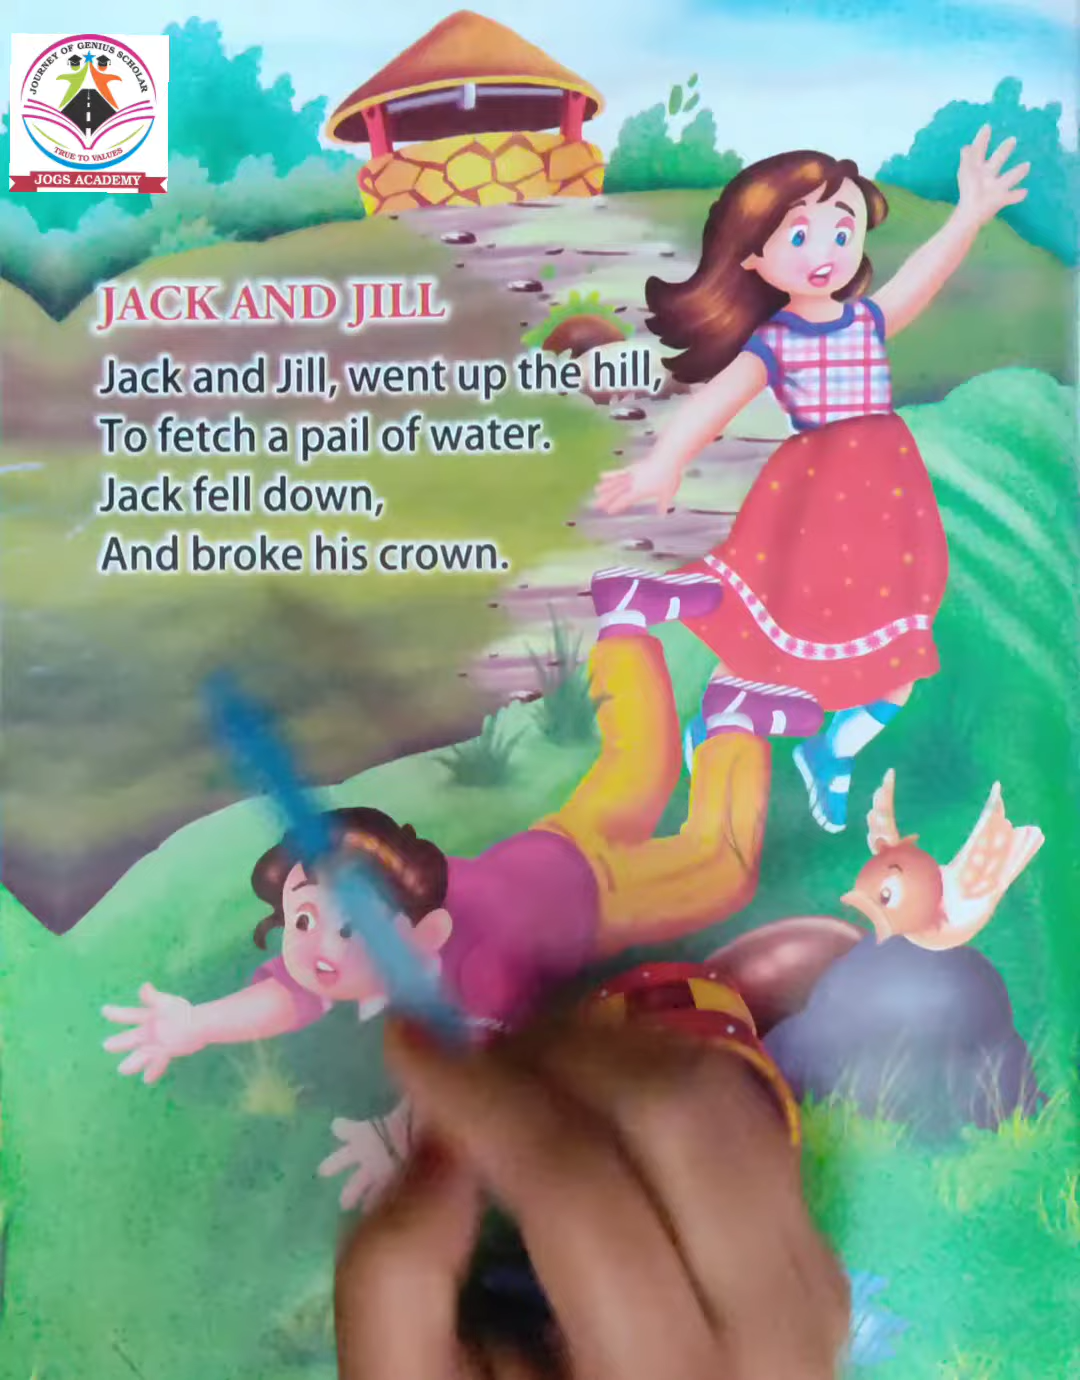 JOURNEY OF GENIUS SCHOLAR
TRUE TO VALUES
JOGS ACADEMY
JACK AND JILL
Jack and Jill, went up the hill,
To fetch a pail of water.
Jack fell down,
And broke his crown.